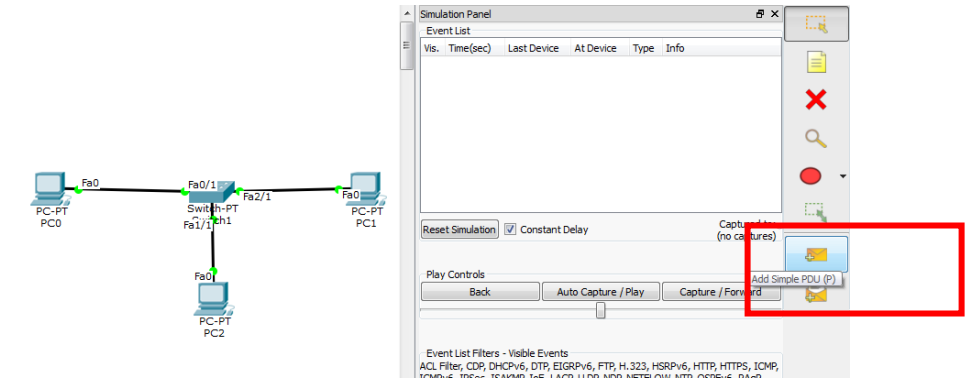 Fa0
PC-PT
PC0
Fa0/1
Switch-PT
Fa1/1
Fa2/1
Fa0
PC-PT
PC1
Fa0
PC-PT
PC2
Simulation Panel
Event List
Vis. Time(sec) Last Device At Device Type Info
Reset Simulation Constant Delay
(no captures)
Play Controls
Back Auto Capture / Play Capture / Forward
Add Simple PDU (P)
Event List Filters - Visible Events
ACL Filter, CDP, DHCPv6, DTP, EIGRPv6, FTP, H.323, HSRPv6, HTTP, HTTPS, ICMP,